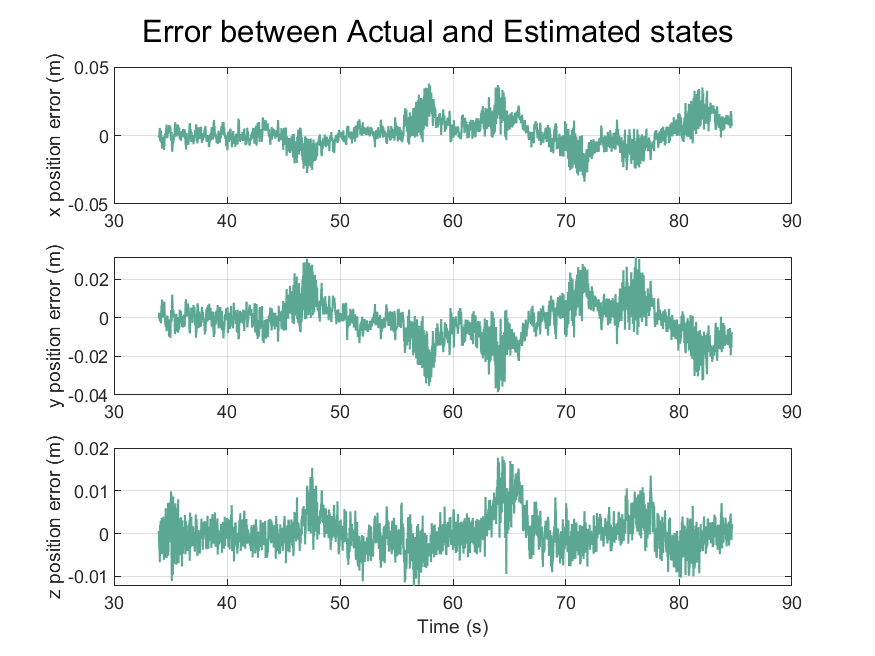 Error between Actual and Estimated states
x position error (m)
0.05
0
-0.05
30 40 50 60 70 80 90
y position error (m)
0.02
0
-0.02
-0.04
30 40 50 60 70 80 90
z position error (m)
0.02
0.01
0
-0.01
30 40 50 60 70 80 90
Time (s)